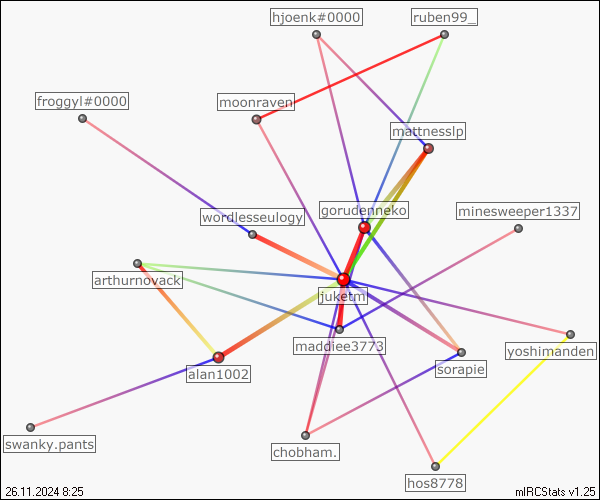 hjoenk#0000
ruben99_
froggyl#0000
moonraven
mattnesslp
wordlesseulogy
gorudenneko
minesweeper1337
arthurnovack
juketm
maddiee3773
yoshimanden
alan1002
sorapie
swanky.pants
chobham.
hos8778
26.11.2024 8:25
mIRCStats v1.25